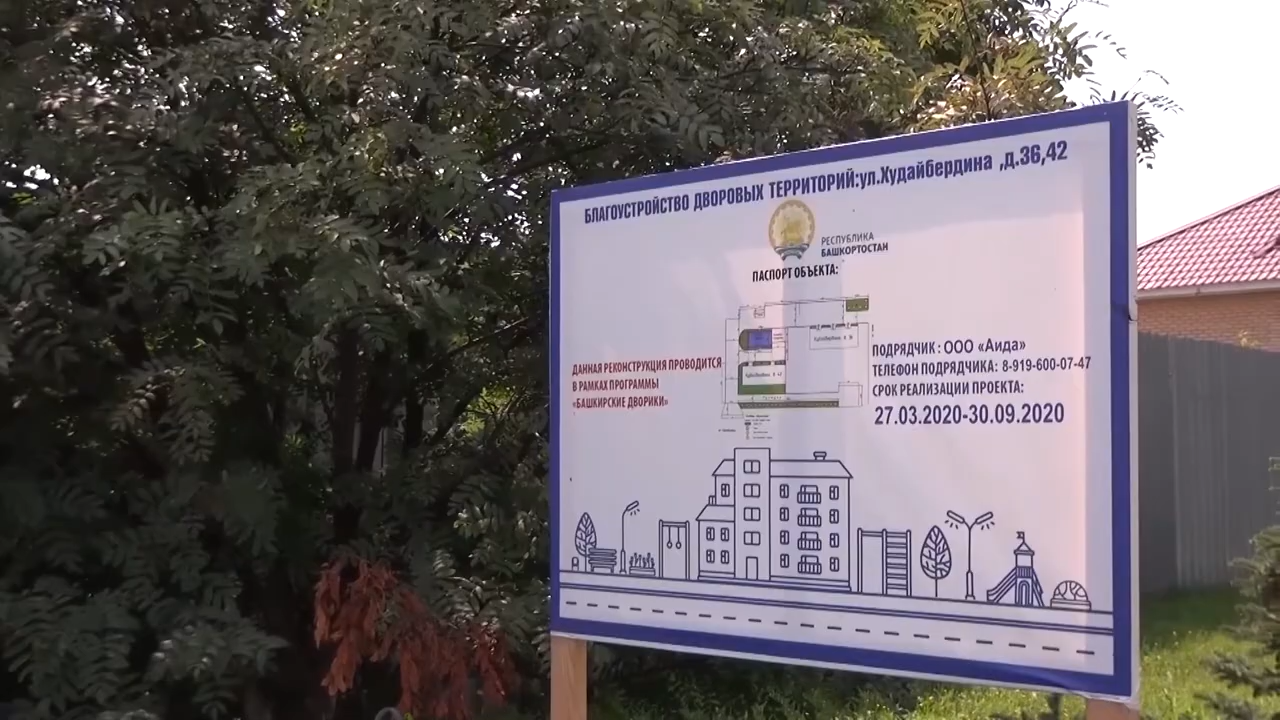 БЛАГОУСТРОЙСТВО ДВОРОВЫХ ТЕРРИТОРИЙ:ул.Худайбердина ,д.36,42
РЕСПУБЛИКА
БАШКОРТОСТАН
ПАСПОРТ ОБЪЕКТА:
ДАННАЯ РЕКОНСТРУКЦИЯ ПРОВОДИТСЯ
В РАМКАХ ПРОГРАММЫ
«БАШКИРСКИЕ ДВОРИКИ»
ПОДРЯДЧИК : ООО «Аида»
ТЕЛЕФОН ПОДРЯДЧИКА: 8-919-600-07-47
СРОК РЕАЛИЗАЦИИ ПРОЕКТА:
27.03.2020-30.09.2020